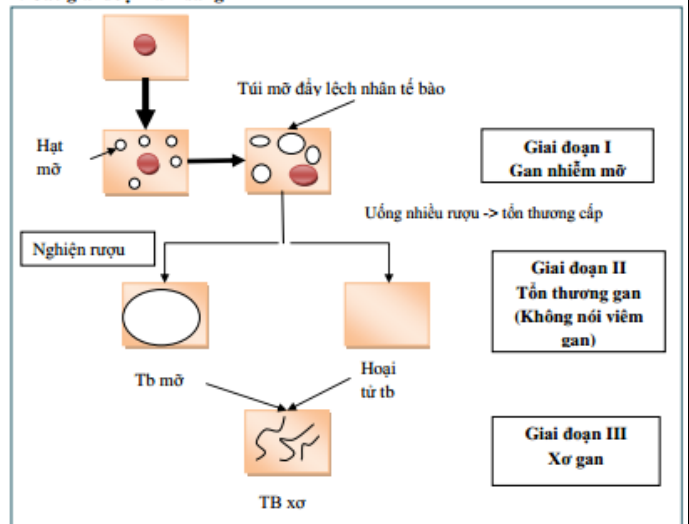 Túi mỡ đẩy lệch nhân tế bào
Hạt
mỡ
Giai đoạn I
Gan nhiễm mỡ
Uống nhiều rượu -> tổn thương cấp
Nghiện rượu
Giai đoạn II
Tổn thương gan
(Không nói viêm
gan)
Tb mỡ
Hoại
tử tb
Giai đoạn III
Xơ gan
TB xơ